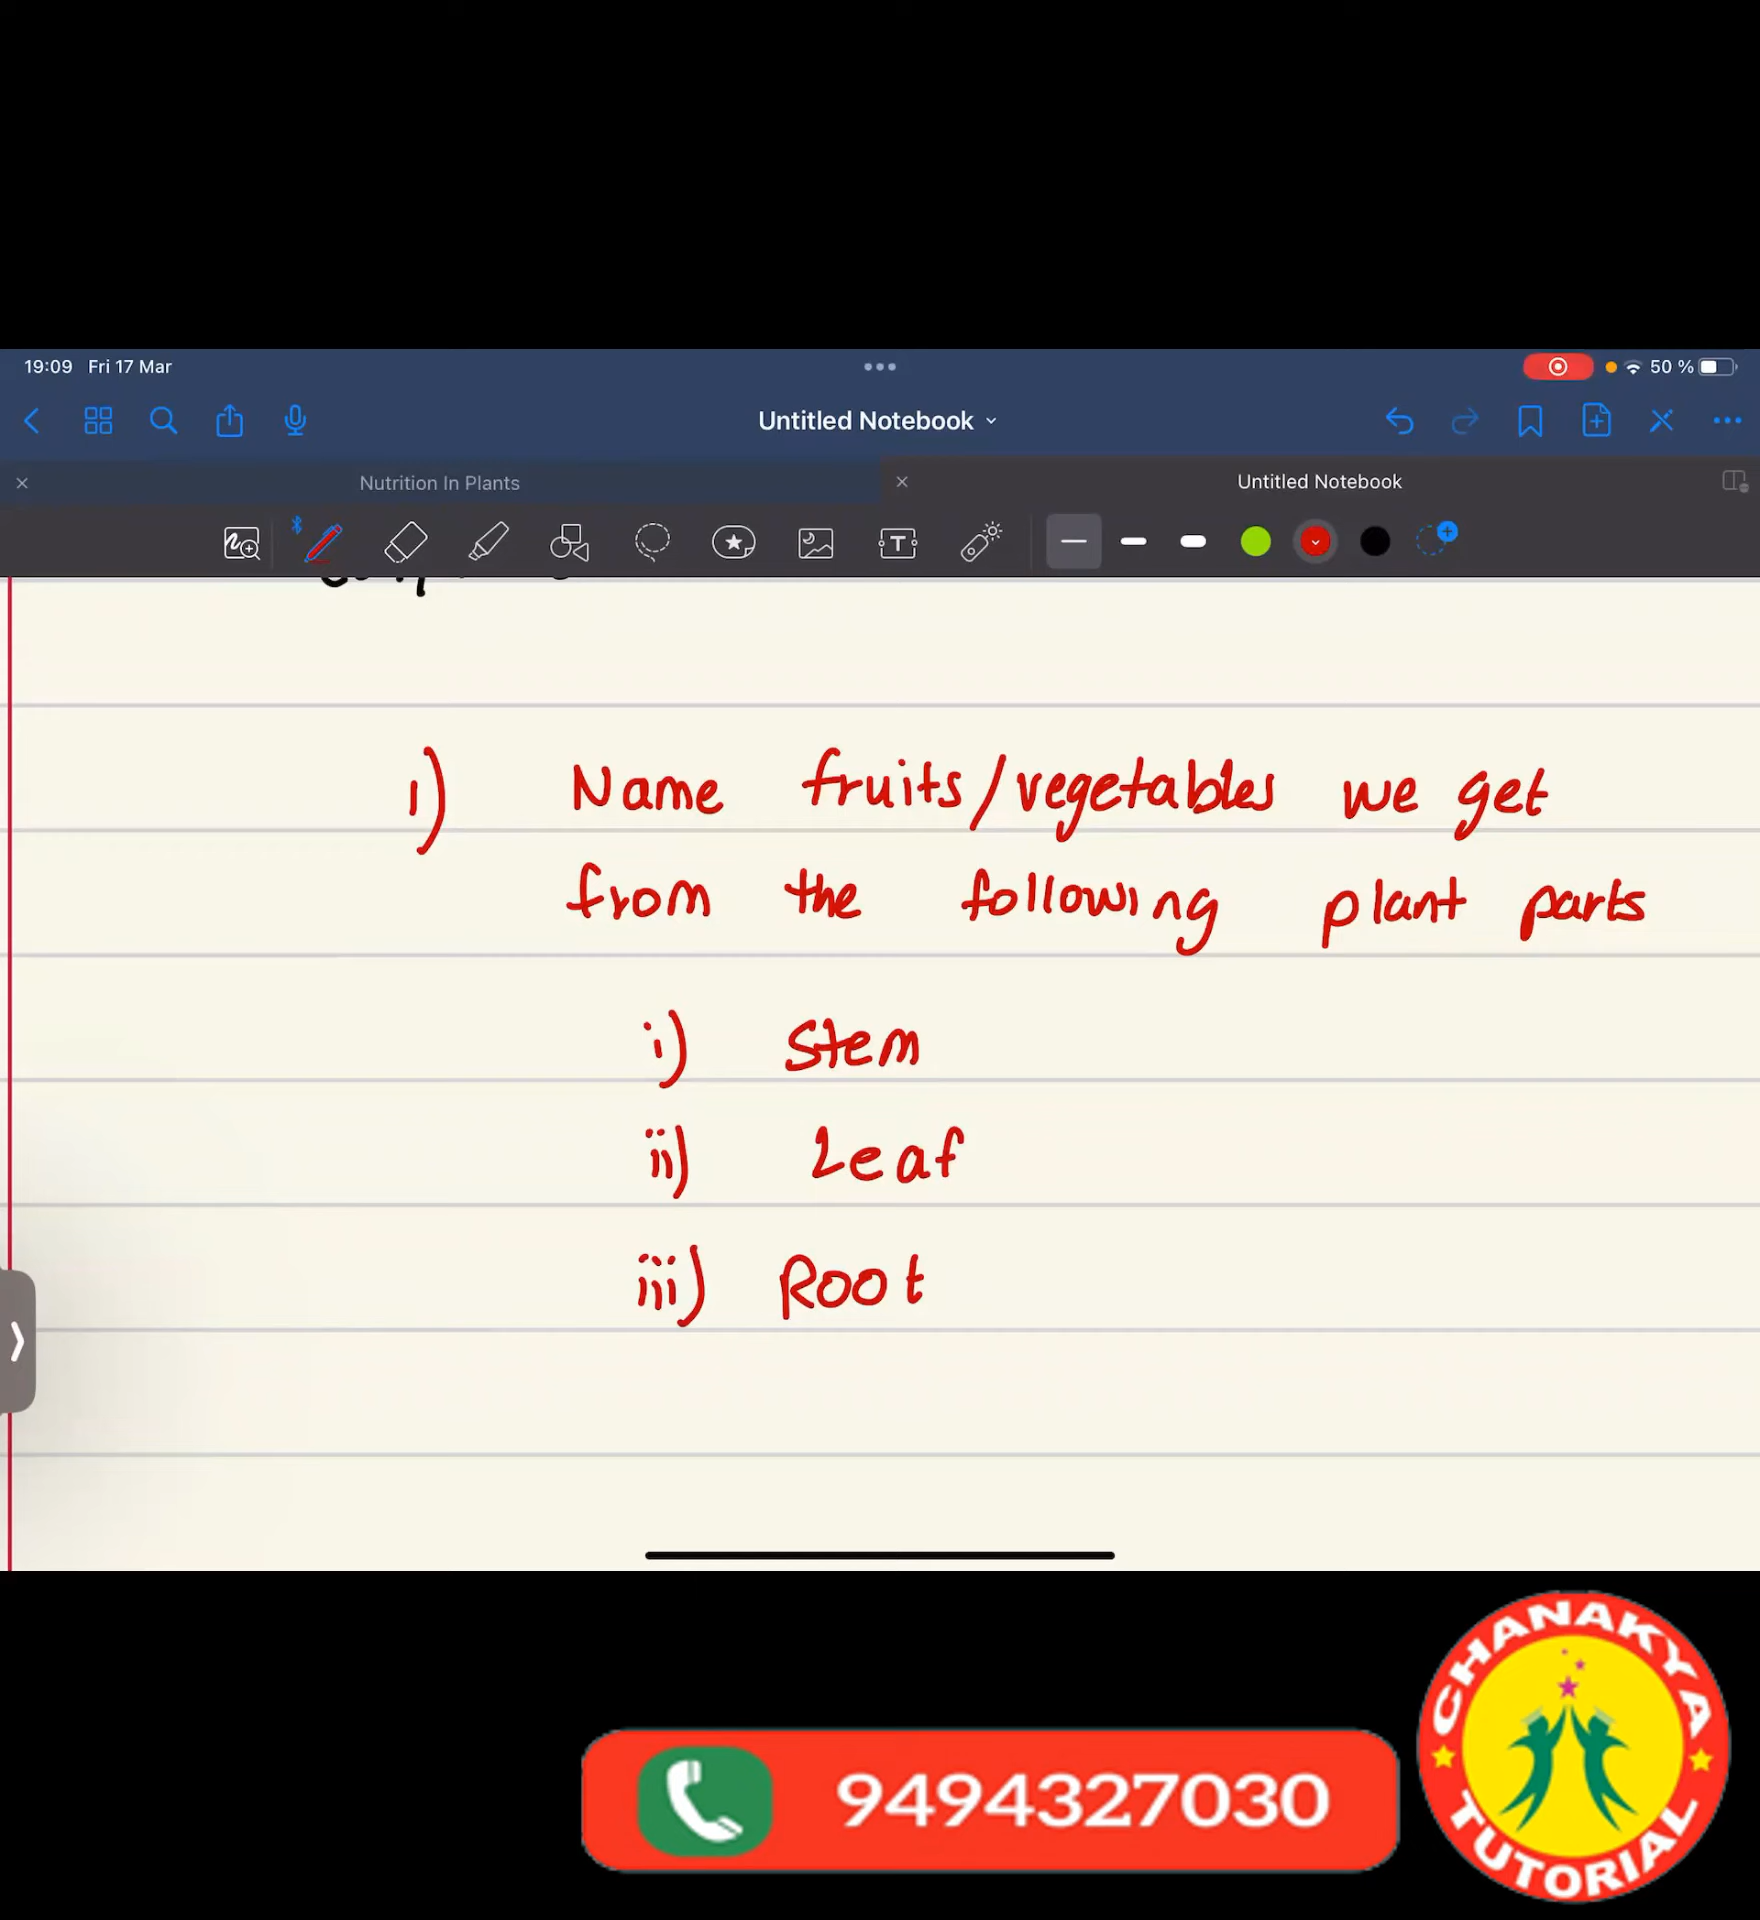 19:09 Fri 17 Mar
50 %
Untitled Notebook
Nutrition In Plants
Untitled Notebook
1) Name fruits/vegetables we get
from the following plant parts
i) Stem
ii) Leaf
iii) Root
9494327030
CHANAKYA
TUTORIAL